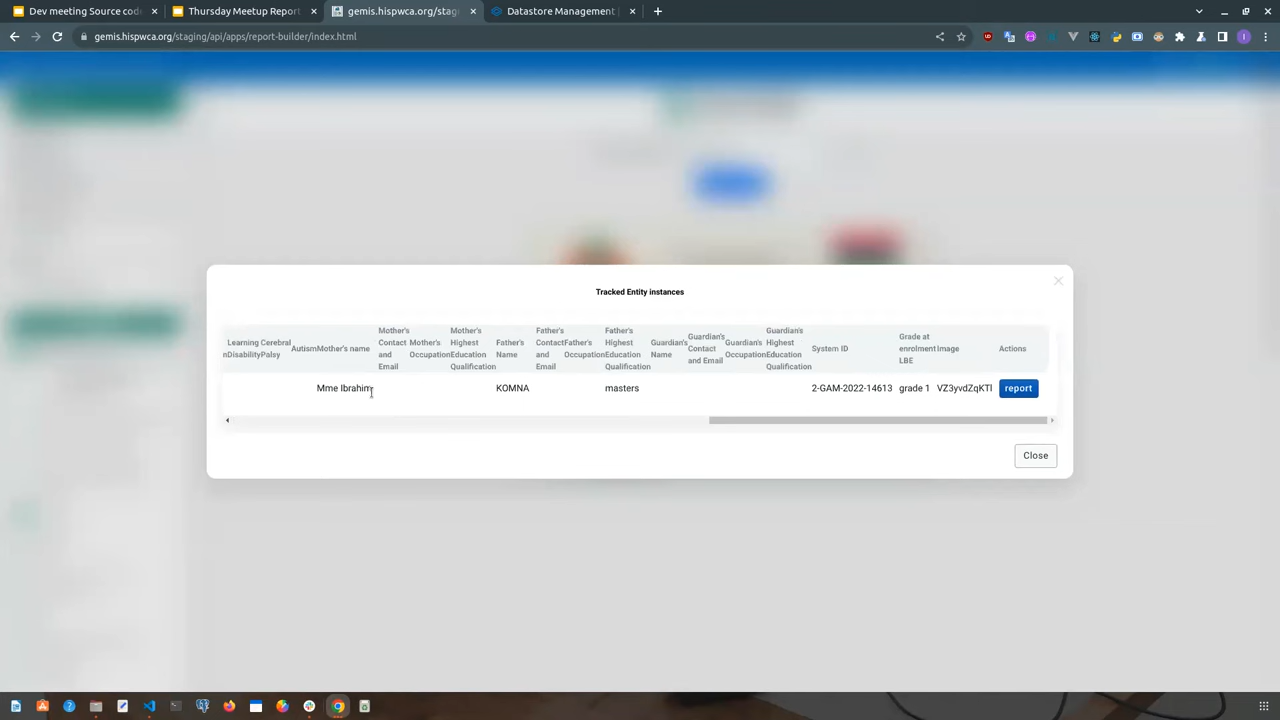 Dev meeting Source cod
Thursday Meetup Report
gemis.hispwca.org/stag
Datastore Management
gemis.hispwca.org/staging/api/apps/report-builder/index.html
Tracked Entity instances
Learning Disability
Cerebral Palsy
Autism
Mother's name
Mother's Contact and Email
Mother's Occupation
Mother's Highest Education Qualification
Father's Name
Father's Contact and Email
Father's Occupation
Father's Highest Education Qualification
Guardian's Name
Guardian's Contact and Email
Guardian's Occupation
Guardian's Highest Education Qualification
System ID
Grade at enrolment LBE
Image
Actions
Mme Ibrahim
KOMNA
masters
2-GAM-2022-14613
grade 1
VZ3yvdZqKTl
report
Close